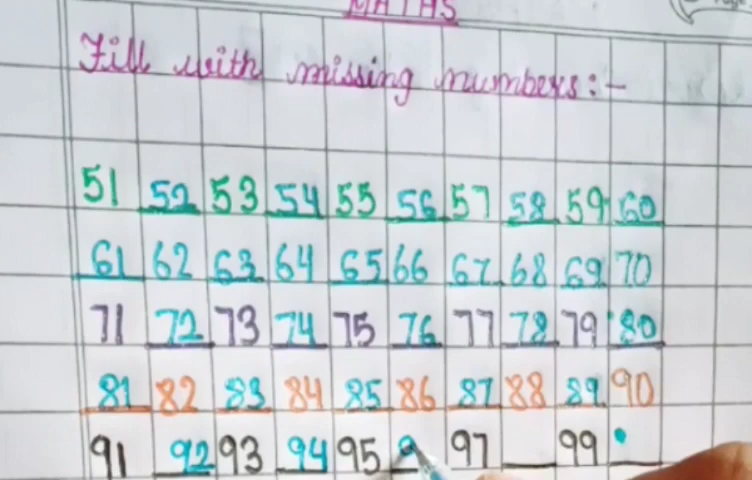 MATHS
Fill with missing numbers:-
51 52 53 54 55 56 57 58 59 60
61 62 63 64 65 66 67 68 69 70
71 72 73 74 75 76 77 78 79 80
81 82 83 84 85 86 87 88 89 90
91 92 93 94 95 9 97 __ 99